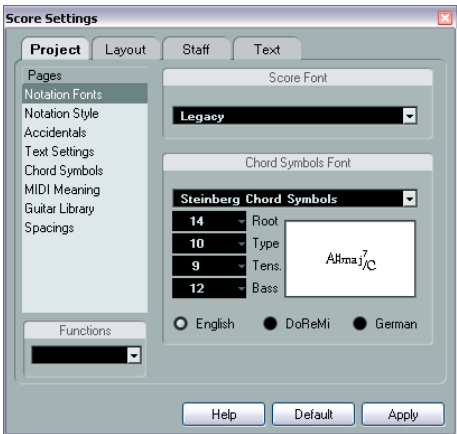 Score Settings
Project Layout Staff Text
Pages
Notation Fonts
Notation Style
Accidentals
Text Settings
Chord Symbols
MIDI Meaning
Guitar Library
Spacings
Functions
Score Font
Legacy
Chord Symbols Font
Steinberg Chord Symbols
14 Root
10 Type
9 Tens.
12 Bass
A#maj7/C
English DoReMi German
Help Default Apply